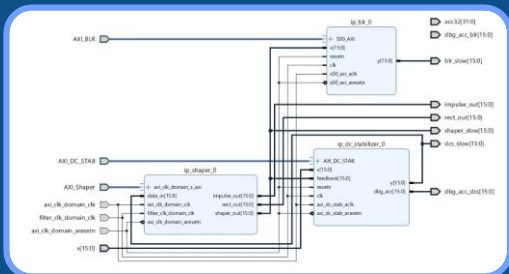 ip_blr_0
S00_AXI
x[15:0]
resetn
clk
s00_axi_aclk
s00_axi_aresetn
y[15:0]
AXI_BLR
acc32[31:0]
dbg_acc_blr[15:0]
blr_slow[15:0]
impulse_out[15:0]
rect_out[15:0]
shaper_slow[15:0]
dcs_slow[15:0]
dbg_acc_dcs[15:0]
ip_dc_stabilizer_0
AXI_DC_STAB
x[15:0]
feedback[15:0]
resetn
clk
axi_dc_stab_aclk
axi_dc_stab_aresetn
y[15:0]
dbg_acc[15:0]
AXI_DC_STAB
ip_shaper_0
axi_clk_domain_s_axi
data_in[15:0]
axi_clk_domain_clk
filter_clk_domain_clk
axi_clk_domain_aresetn
impulse_out[15:0]
rect_out[15:0]
shaper_out[15:0]
AXI_Shaper
axi_clk_domain_clk
filter_clk_domain_clk
axi_clk_domain_aresetn
x[15:0]